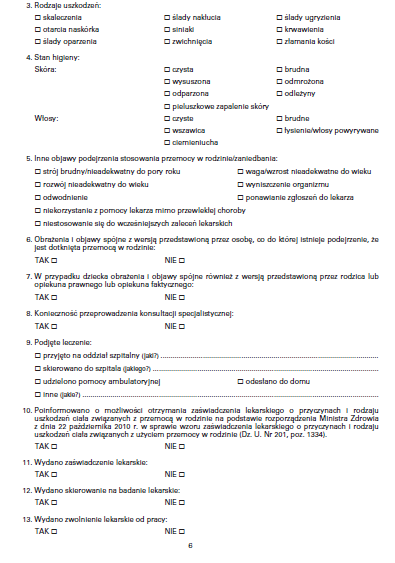 3. Rodzaje uszkodzeń:
☐ skaleczenia ☐ ślady nakłucia ☐ ślady ugryzienia
☐ otarcia naskórka ☐ siniaki ☐ krwawienia
☐ ślady oparzenia ☐ zwichnięcia ☐ złamania kości
4. Stan higieny:
Skóra: ☐ czysta ☐ brudna
☐ wysuszona ☐ odmrożona
☐ odparzona ☐ odleżyny
☐ pieluszkowe zapalenie skóry
Włosy: ☐ czyste ☐ brudne
☐ wszawica ☐ łysienie/włosy powyrywane
☐ ciemieniucha
5. Inne objawy podejrzenia stosowania przemocy w rodzinie/zaniedbania:
☐ strój brudny/nieadekwatny do pory roku ☐ waga/wzrost nieadekwatne do wieku
☐ rozwój nieadekwatny do wieku ☐ wyniszczenie organizmu
☐ odwodnienie ☐ ponawianie zgłoszeń do lekarza
☐ niekorzystanie z pomocy lekarza mimo przewlekłej choroby
☐ niestosowanie się do wcześniejszych zaleceń lekarskich
6. Obrażenia i objawy spójne z wersją przedstawioną przez osobę, co do której istnieje podejrzenie, że
jest dotknięta przemocą w rodzinie:
TAK ☐ NIE ☐
7. W przypadku dziecka obrażenia i objawy spójne również z wersją przedstawioną przez rodzica lub
opiekuna prawnego lub opiekuna faktycznego:
TAK ☐ NIE ☐
8. Konieczność przeprowadzenia konsultacji specjalistycznej:
TAK ☐ NIE ☐
9. Podjęte leczenie:
☐ przyjęto na oddział szpitalny (jaki?) ........................................
☐ skierowano do szpitala (jakiego?) ........................................
☐ udzielono pomocy ambulatoryjnej ☐ odesłano do domu
☐ inne (jakie?) ........................................
10. Poinformowano o możliwości otrzymania zaświadczenia lekarskiego o przyczynach i rodzaju
uszkodzeń ciała związanych z przemocą w rodzinie na podstawie rozporządzenia Ministra Zdrowia
z dnia 22 października 2010 r. w sprawie wzoru zaświadczenia lekarskiego o przyczynach i rodzaju
uszkodzeń ciała związanych z użyciem przemocy w rodzinie (Dz. U. Nr 201, poz. 1334).
TAK ☐ NIE ☐
11. Wydano zaświadczenie lekarskie:
TAK ☐ NIE ☐
12. Wydano skierowanie na badanie lekarskie:
TAK ☐ NIE ☐
13. Wydano zwolnienie lekarskie od pracy:
TAK ☐ NIE ☐
6